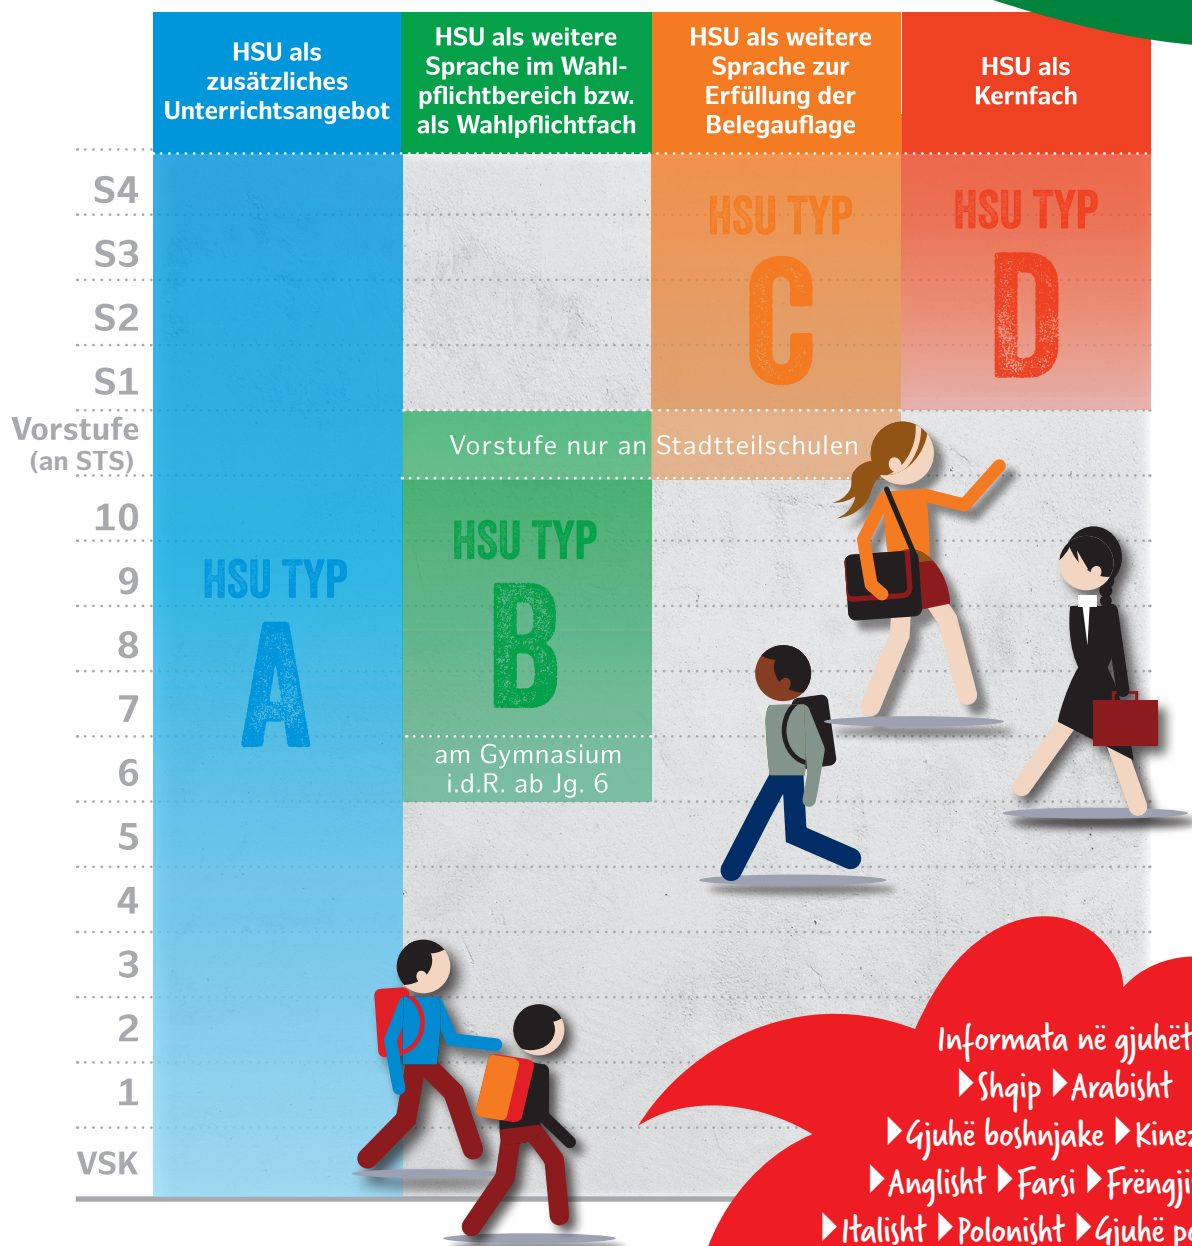 HSU als
zusätzliches
Unterrichtsangebot
HSU als weitere
Sprache im Wahl-
pflichtbereich bzw.
als Wahlpflichtfach
HSU als weitere
Sprache zur
Erfüllung der
Belegauflage
HSU als
Kernfach
S4
S3
S2
S1
Vorstufe
(an STS)
10
9
8
7
6
5
4
3
2
1
VSK
HSU TYP
A
Vorstufe nur an Stadtteilschulen
HSU TYP
B
am Gymnasium
i.d.R. ab Jg. 6
HSU TYP
C
HSU TYP
D
Informata në gjuhët
▶Shqip ▶Arabisht
▶Gjuhë boshnjake ▶
▶Anglisht ▶Farsi ▶
▶Italisht ▶Polonisht ▶Gjuhë